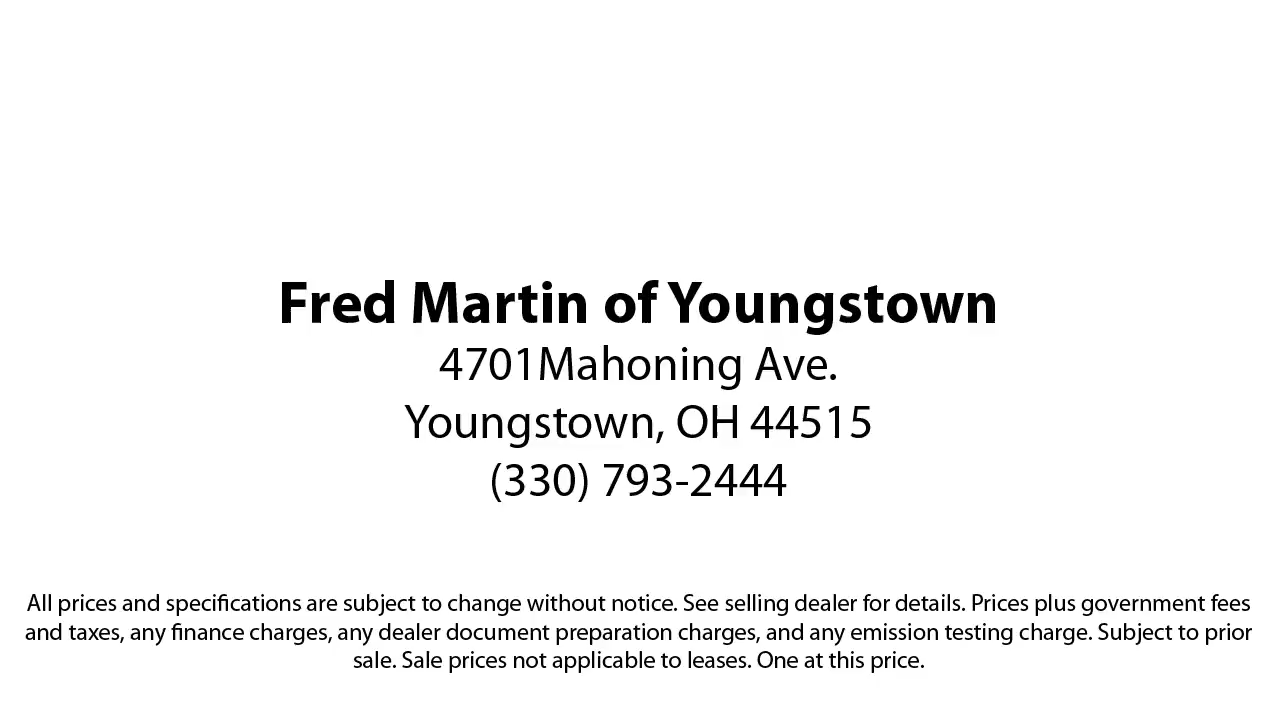 Fred Martin of Youngstown
4701Mahoning Ave.
Youngstown, OH 44515
(330) 793-2444
All prices and specifications are subject to change without notice. See selling dealer for details. Prices plus government fees
and taxes, any finance charges, any dealer document preparation charges, and any emission testing charge. Subject to prior
sale. Sale prices not applicable to leases. One at this price.